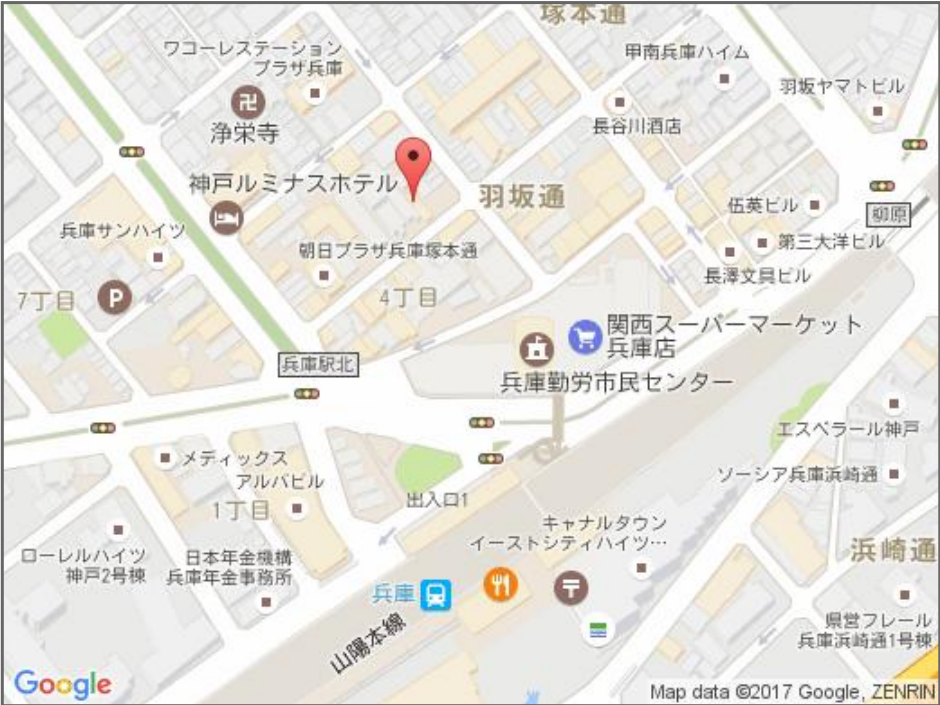 塚本通
ワコーレステーション
プラザ兵庫
甲南兵庫ハイム
羽坂ヤマトビル
浄栄寺
長谷川酒店
神戸ルミナスホテル
羽坂通
伍英ビル
柳原
兵庫サンハイツ
朝日プラザ兵庫塚本通
第三大洋ビル
長澤文具ビル
7丁目
P
4丁目
関西スーパーマーケット
兵庫店
兵庫駅北
兵庫勤労市民センター
エスペラール神戸
メディックス
アルバビル
ソーシア兵庫浜崎通
出入口1
1丁目
キャナルタウン
イーストシティハイツ…
ローレルハイツ
神戸2号棟
日本年金機構
兵庫年金事務所
浜崎通
兵庫
山陽本線
県営フレール
兵庫浜崎通1号棟
Google
Map data ©2017 Google, ZENRIN